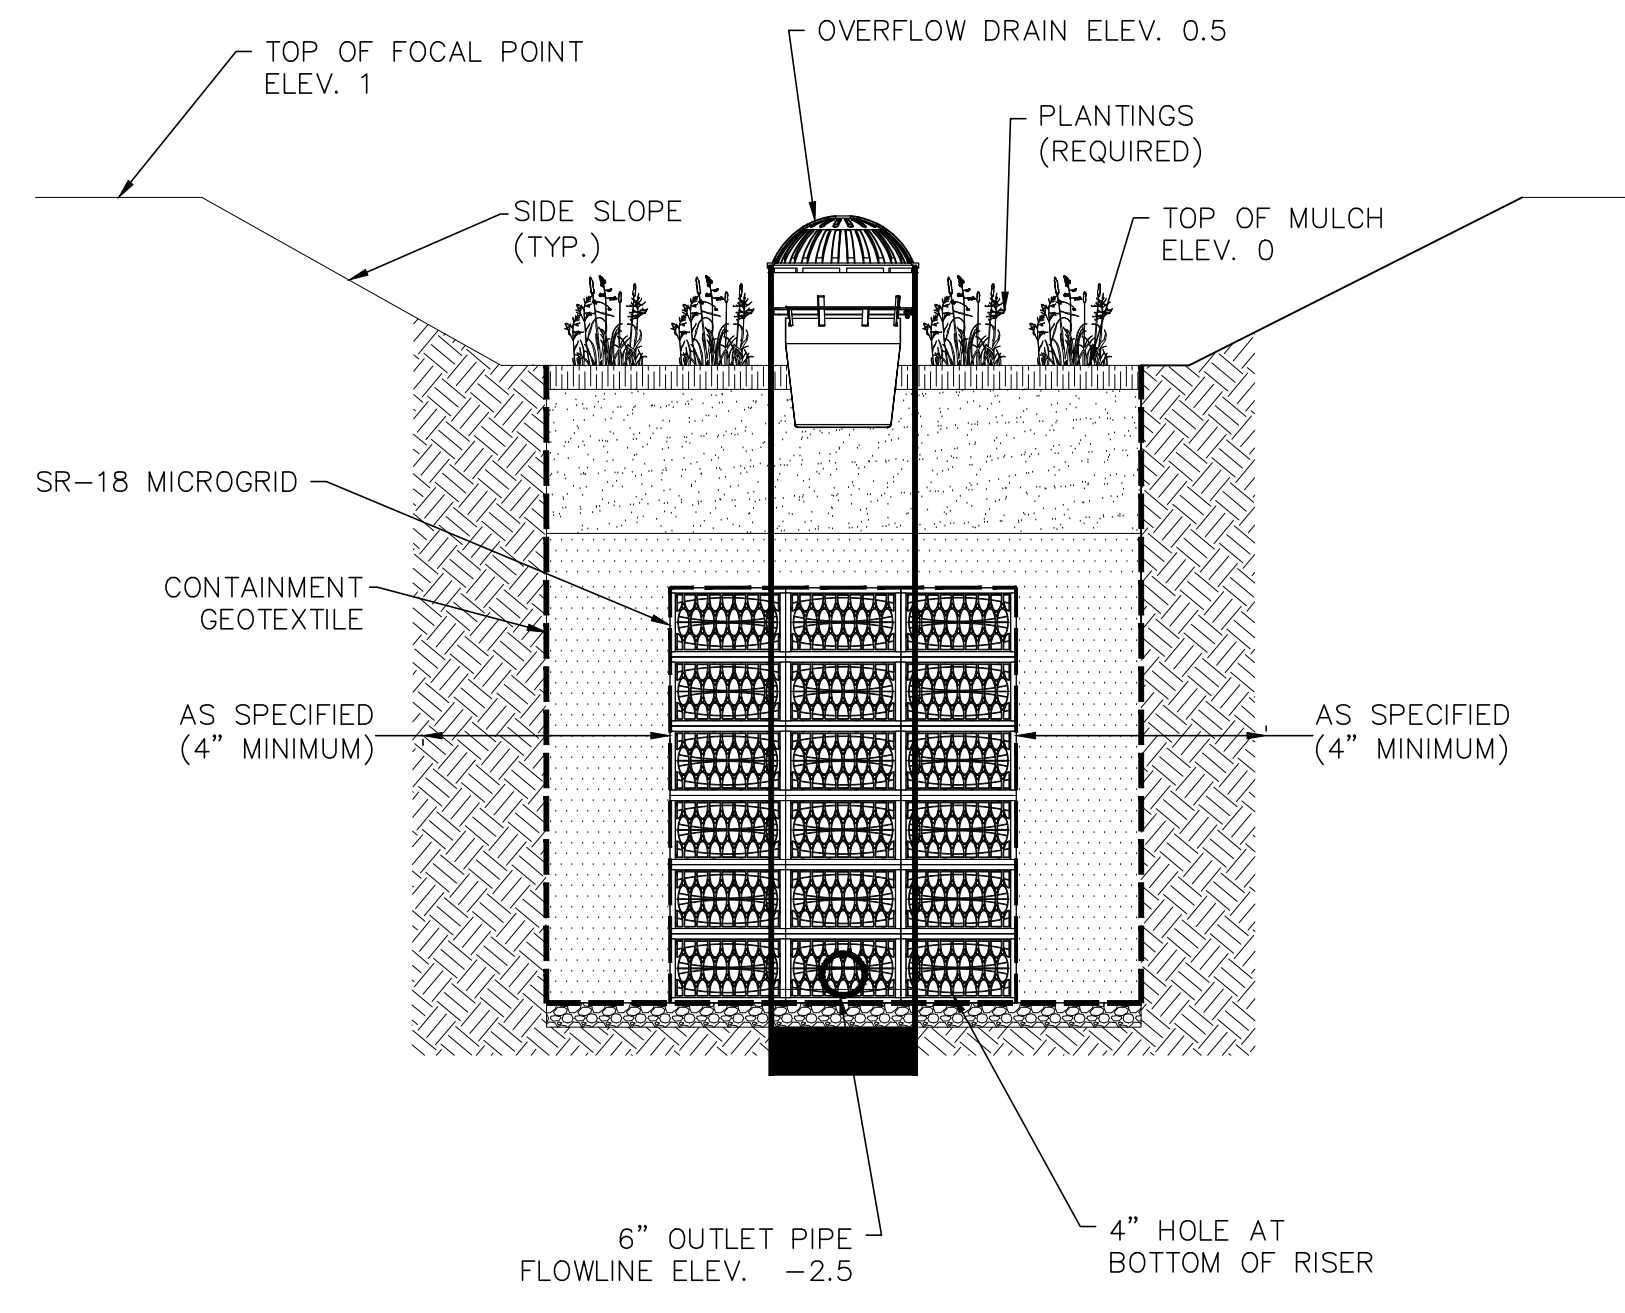 OVERFLOW DRAIN ELEV. 0.5
TOP OF FOCAL POINT
ELEV. 1
PLANTINGS
(REQUIRED)
SIDE SLOPE
(TYP.)
TOP OF MULCH
ELEV. 0
SR-18 MICROGRID
CONTAINMENT
GEOTEXTILE
AS SPECIFIED
(4" MINIMUM)
AS SPECIFIED
(4" MINIMUM)
6" OUTLET PIPE
FLOWLINE ELEV. -2.5
4" HOLE AT
BOTTOM OF RISER